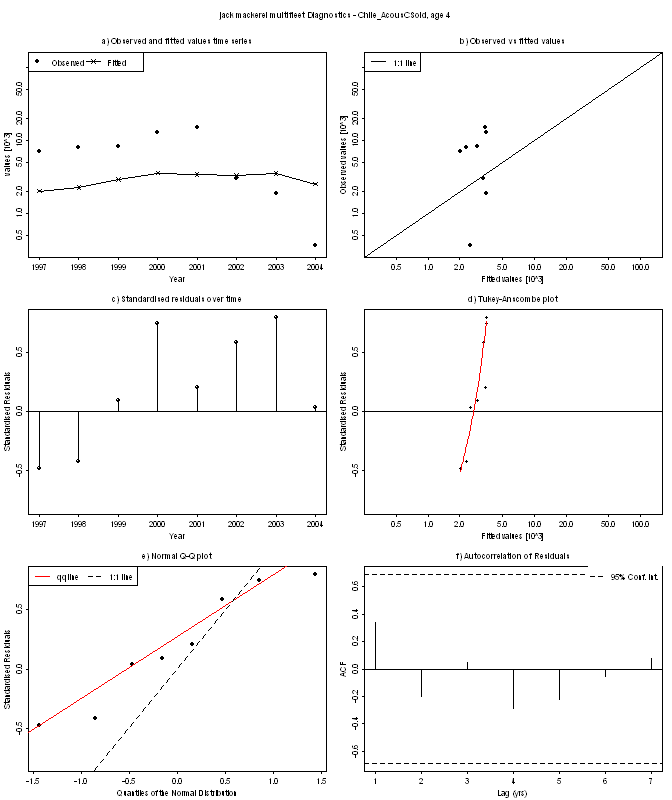 jack mackerel multifleet Diagnostics - Chile_AcousCSold, age 4
a) Observed and fitted values time series
Observed Fitted
values [10^3]
50.0
20.0
10.0
5.0
2.0
1.0
0.5
1997 1998 1999 2000 2001 2002 2003 2004
Year
b) Observed vs fitted values
1:1 line
Observed values [10^3]
50.0
20.0
10.0
5.0
2.0
1.0
0.5
0.5 1.0 2.0 5.0 10.0 20.0 50.0 100.0
Fitted values [10^3]
c) Standardised residuals over time
Standardised Residuals
0.5
0.0
-0.5
1997 1998 1999 2000 2001 2002 2003 2004
Year
d) Tukey-Anscombe plot
Standardised Residuals
0.5
0.0
-0.5
0.5 1.0 2.0 5.0 10.0 20.0 50.0 100.0
Fitted values [10^3]
e) Normal Q-Q plot
qq line 1:1 line
Standardised Residuals
0.5
0.0
-0.5
-1.5 -1.0 -0.5 0.0 0.5 1.0 1.5
Quantiles of the Normal Distribution
f) Autocorrelation of Residuals
95% Conf. Int.
ACF
0.6
0.4
0.2
0.0
-0.2
-0.4
-0.6
1 2 3 4 5 6 7
Lag (yrs)